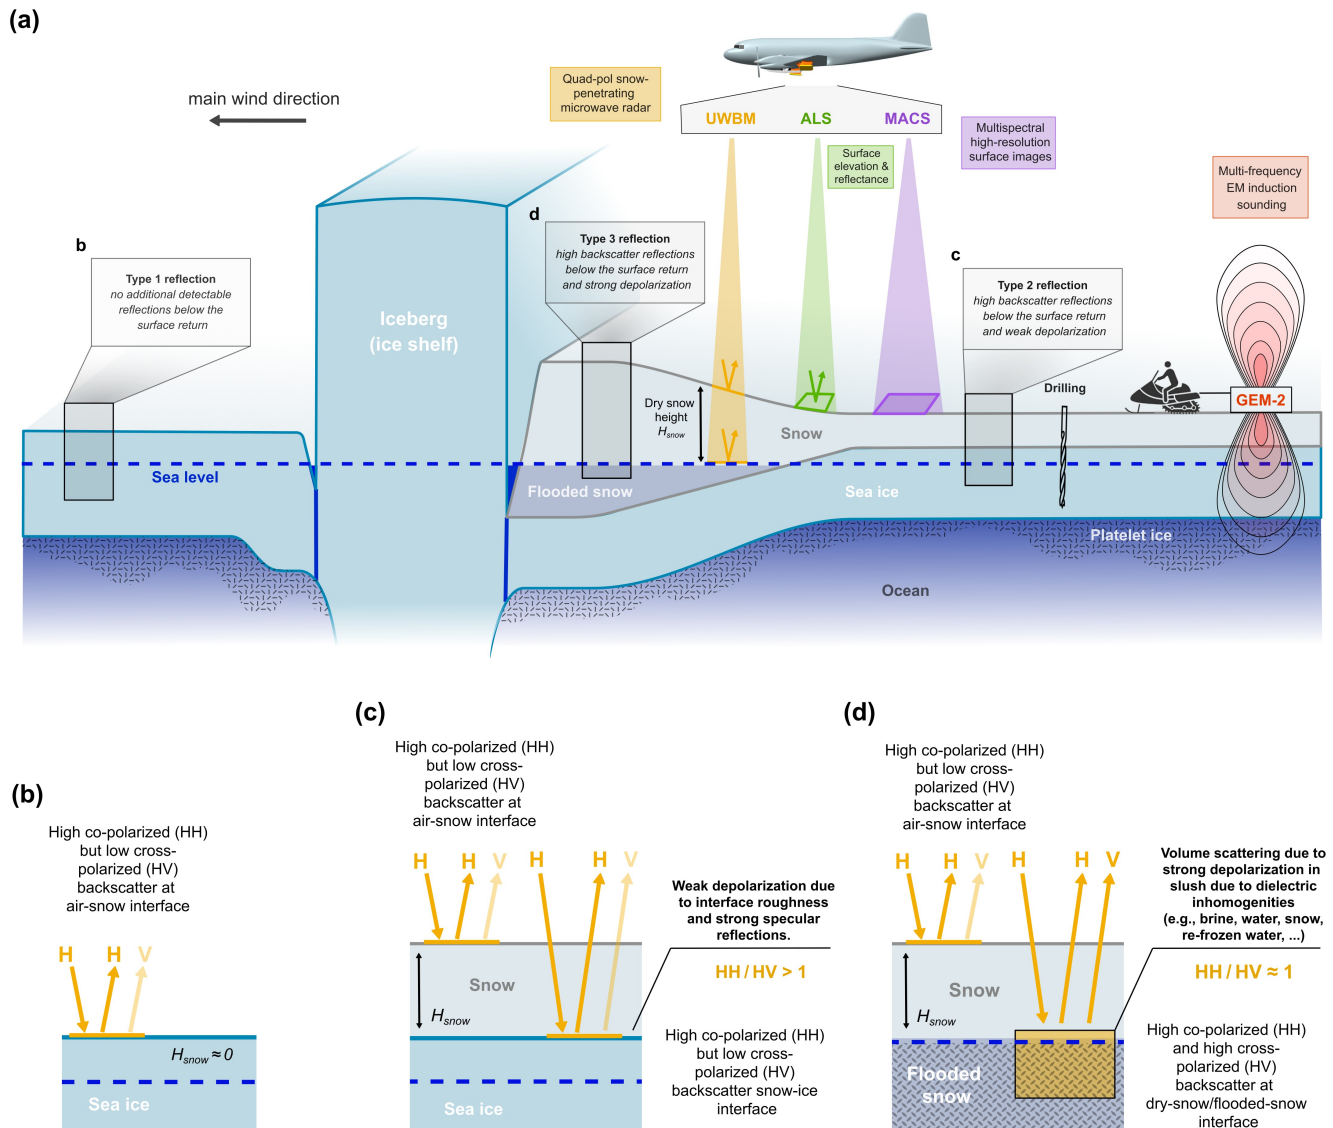 (a)
main wind direction
Quad-pol snow-
penetrating
microwave radar
UWBM
ALS
MACS
Surface
elevation &
reflectance
Multispectral
high-resolution
surface images
Multi-frequency
EM induction
sounding
b
Type 1 reflection
no additional detectable
reflections below the
surface return
Iceberg
(ice shelf)
d
Type 3 reflection
high backscatter reflections
below the surface return
and strong depolarization
c
Type 2 reflection
high backscatter reflections
below the surface return
and weak depolarization
Drilling
GEM-2
Dry snow
height
Hsnow
Snow
Sea level
Flooded snow
Sea ice
Platelet ice
Ocean
(b)
High co-polarized (HH)
but low cross-
polarized (HV)
backscatter at
air-snow interface
H
H
V
Hsnow ≈ 0
Sea ice
(c)
High co-polarized (HH)
but low cross-
polarized (HV)
backscatter at
air-snow interface
H
H
V
H
H
V
Snow
Hsnow
Sea ice
Weak depolarization due
to interface roughness
and strong specular
reflections.
HH / HV > 1
High co-polarized (HH)
but low cross-
polarized (HV)
backscatter snow-ice
interface
(d)
High co-polarized (HH)
but low cross-
polarized (HV)
backscatter at
air-snow interface
H
H
V
H
H
V
Snow
Hsnow
Flooded
snow
Volume scattering due to
strong depolarization in
slush due to dielectric
inhomogenities
(e.g., brine, water, snow,
re-frozen water, ...)
HH / HV ≈ 1
High co-polarized (HH)
and high cross-
polarized (HV)
backscatter at
dry-snow/flooded-snow
interface